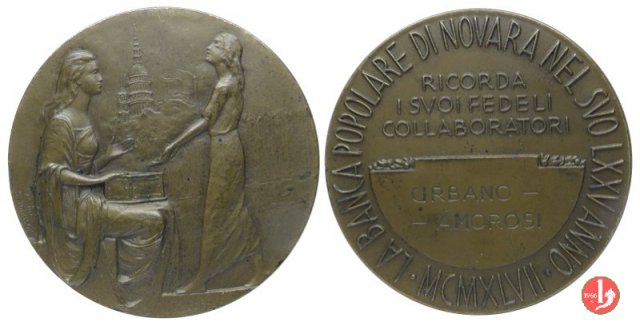 LA BANCA POPOLARE DI NOVARA NEL SVO LXXV ANNO
RICORDA
I SVOI FEDELI
COLLABORATORI
URBANO –
– AMOROSI
· MCMXLVII ·